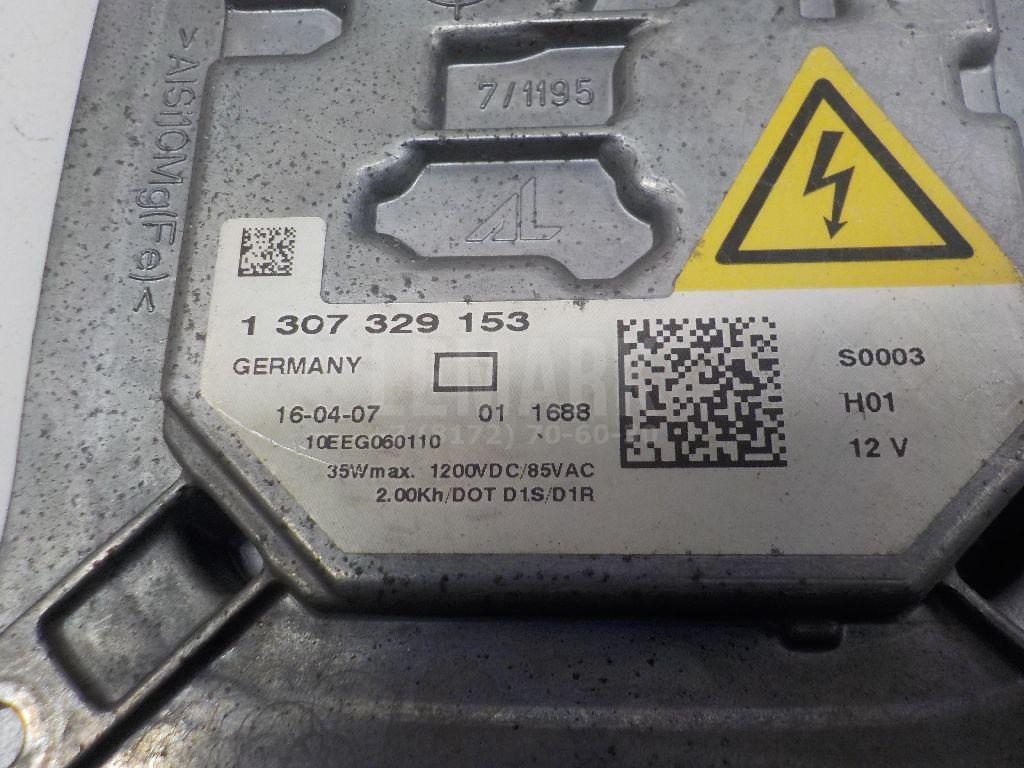 >AlSi10Mg(Fe)<
7/1195
AL
1 307 329 153
GERMANY
16-04-07 01 1688
10EEG060110
35Wmax. 1200VDC/85VAC
2.00Kh/DOT D1S/D1R
S0003
H01
12 V